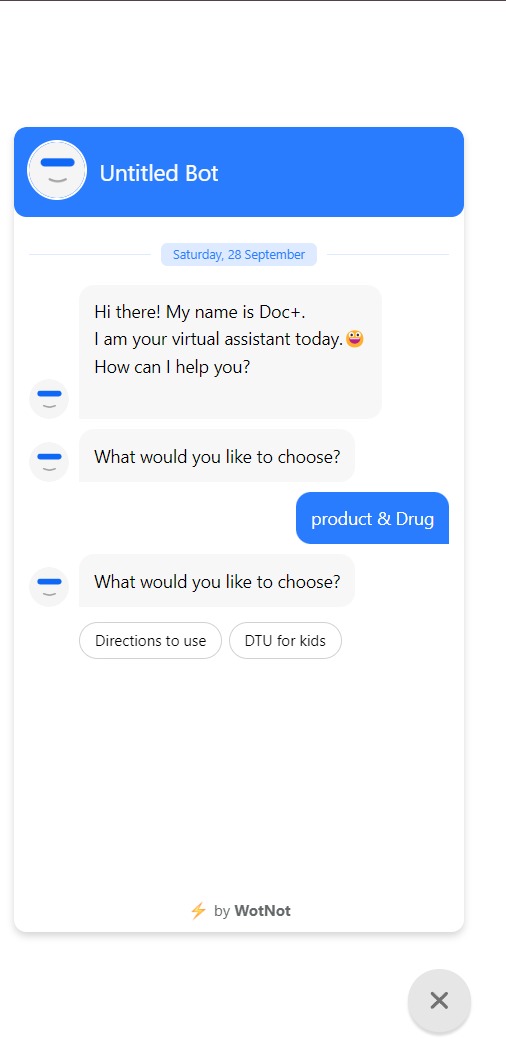 Untitled Bot
Saturday, 28 September
Hi there! My name is Doc+.
I am your virtual assistant today.😀
How can I help you?
What would you like to choose?
product & Drug
What would you like to choose?
Directions to use
DTU for kids
⚡ by WotNot